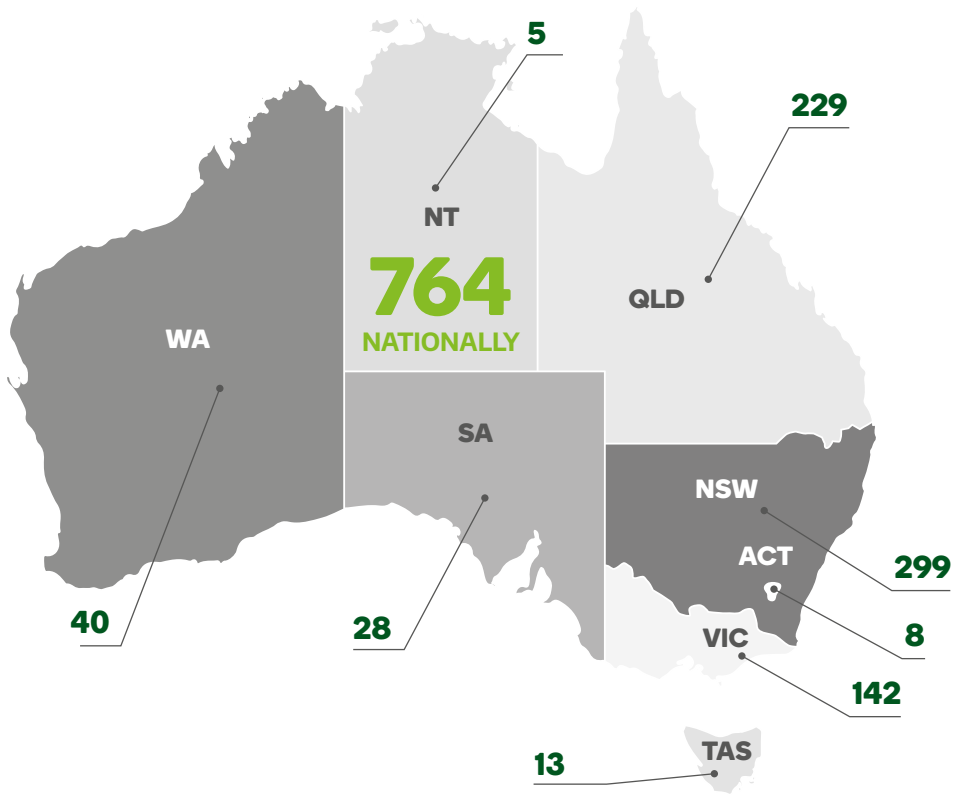 5
229
NT
764
NATIONALLY
QLD
WA
SA
NSW
ACT
299
40
28
8
VIC
142
TAS
13